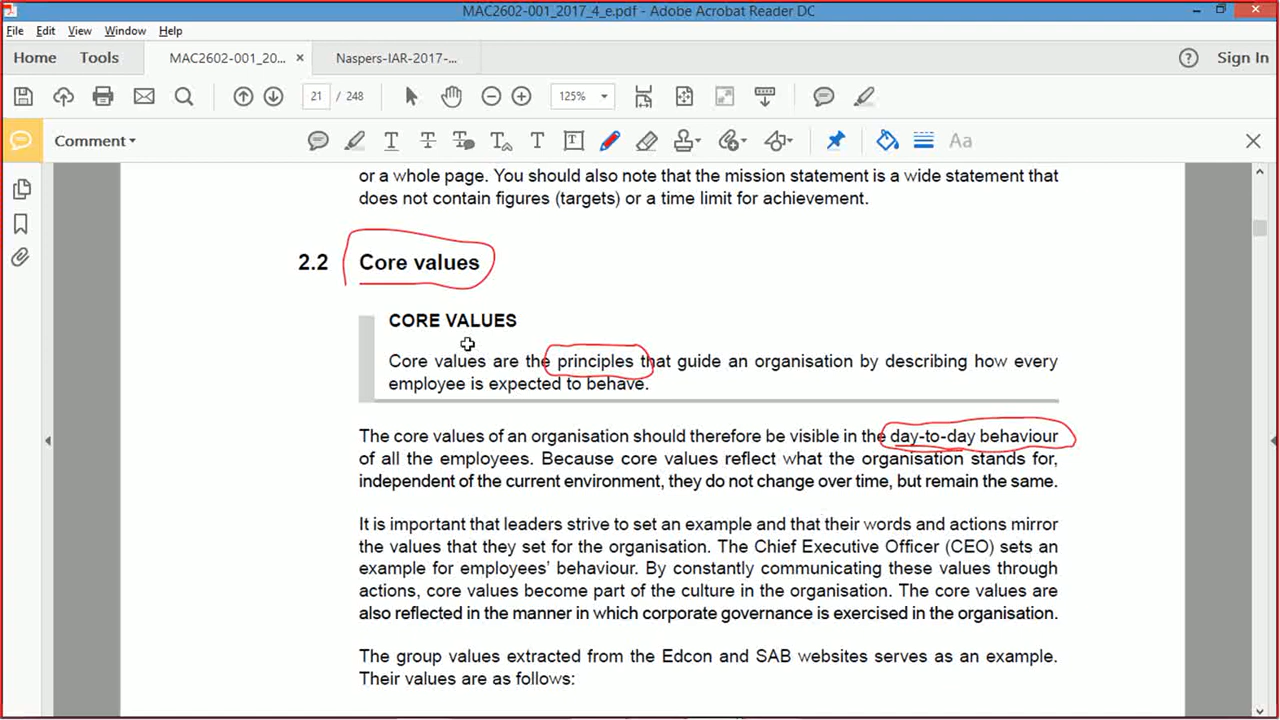 MAC2602-001_2017_4_e.pdf - Adobe Acrobat Reader DC
File Edit View Window Help
Home Tools MAC2602-001_20... × Naspers-IAR-2017-... Sign In
21 / 248 125%
Comment
or a whole page. You should also note that the mission statement is a wide statement that
does not contain figures (targets) or a time limit for achievement.
2.2 Core values
CORE VALUES
Core values are the principles that guide an organisation by describing how every
employee is expected to behave.
The core values of an organisation should therefore be visible in the day-to-day behaviour
of all the employees. Because core values reflect what the organisation stands for,
independent of the current environment, they do not change over time, but remain the same.
It is important that leaders strive to set an example and that their words and actions mirror
the values that they set for the organisation. The Chief Executive Officer (CEO) sets an
example for employees' behaviour. By constantly communicating these values through
actions, core values become part of the culture in the organisation. The core values are
also reflected in the manner in which corporate governance is exercised in the organisation.
The group values extracted from the Edcon and SAB websites serves as an example.
Their values are as follows: